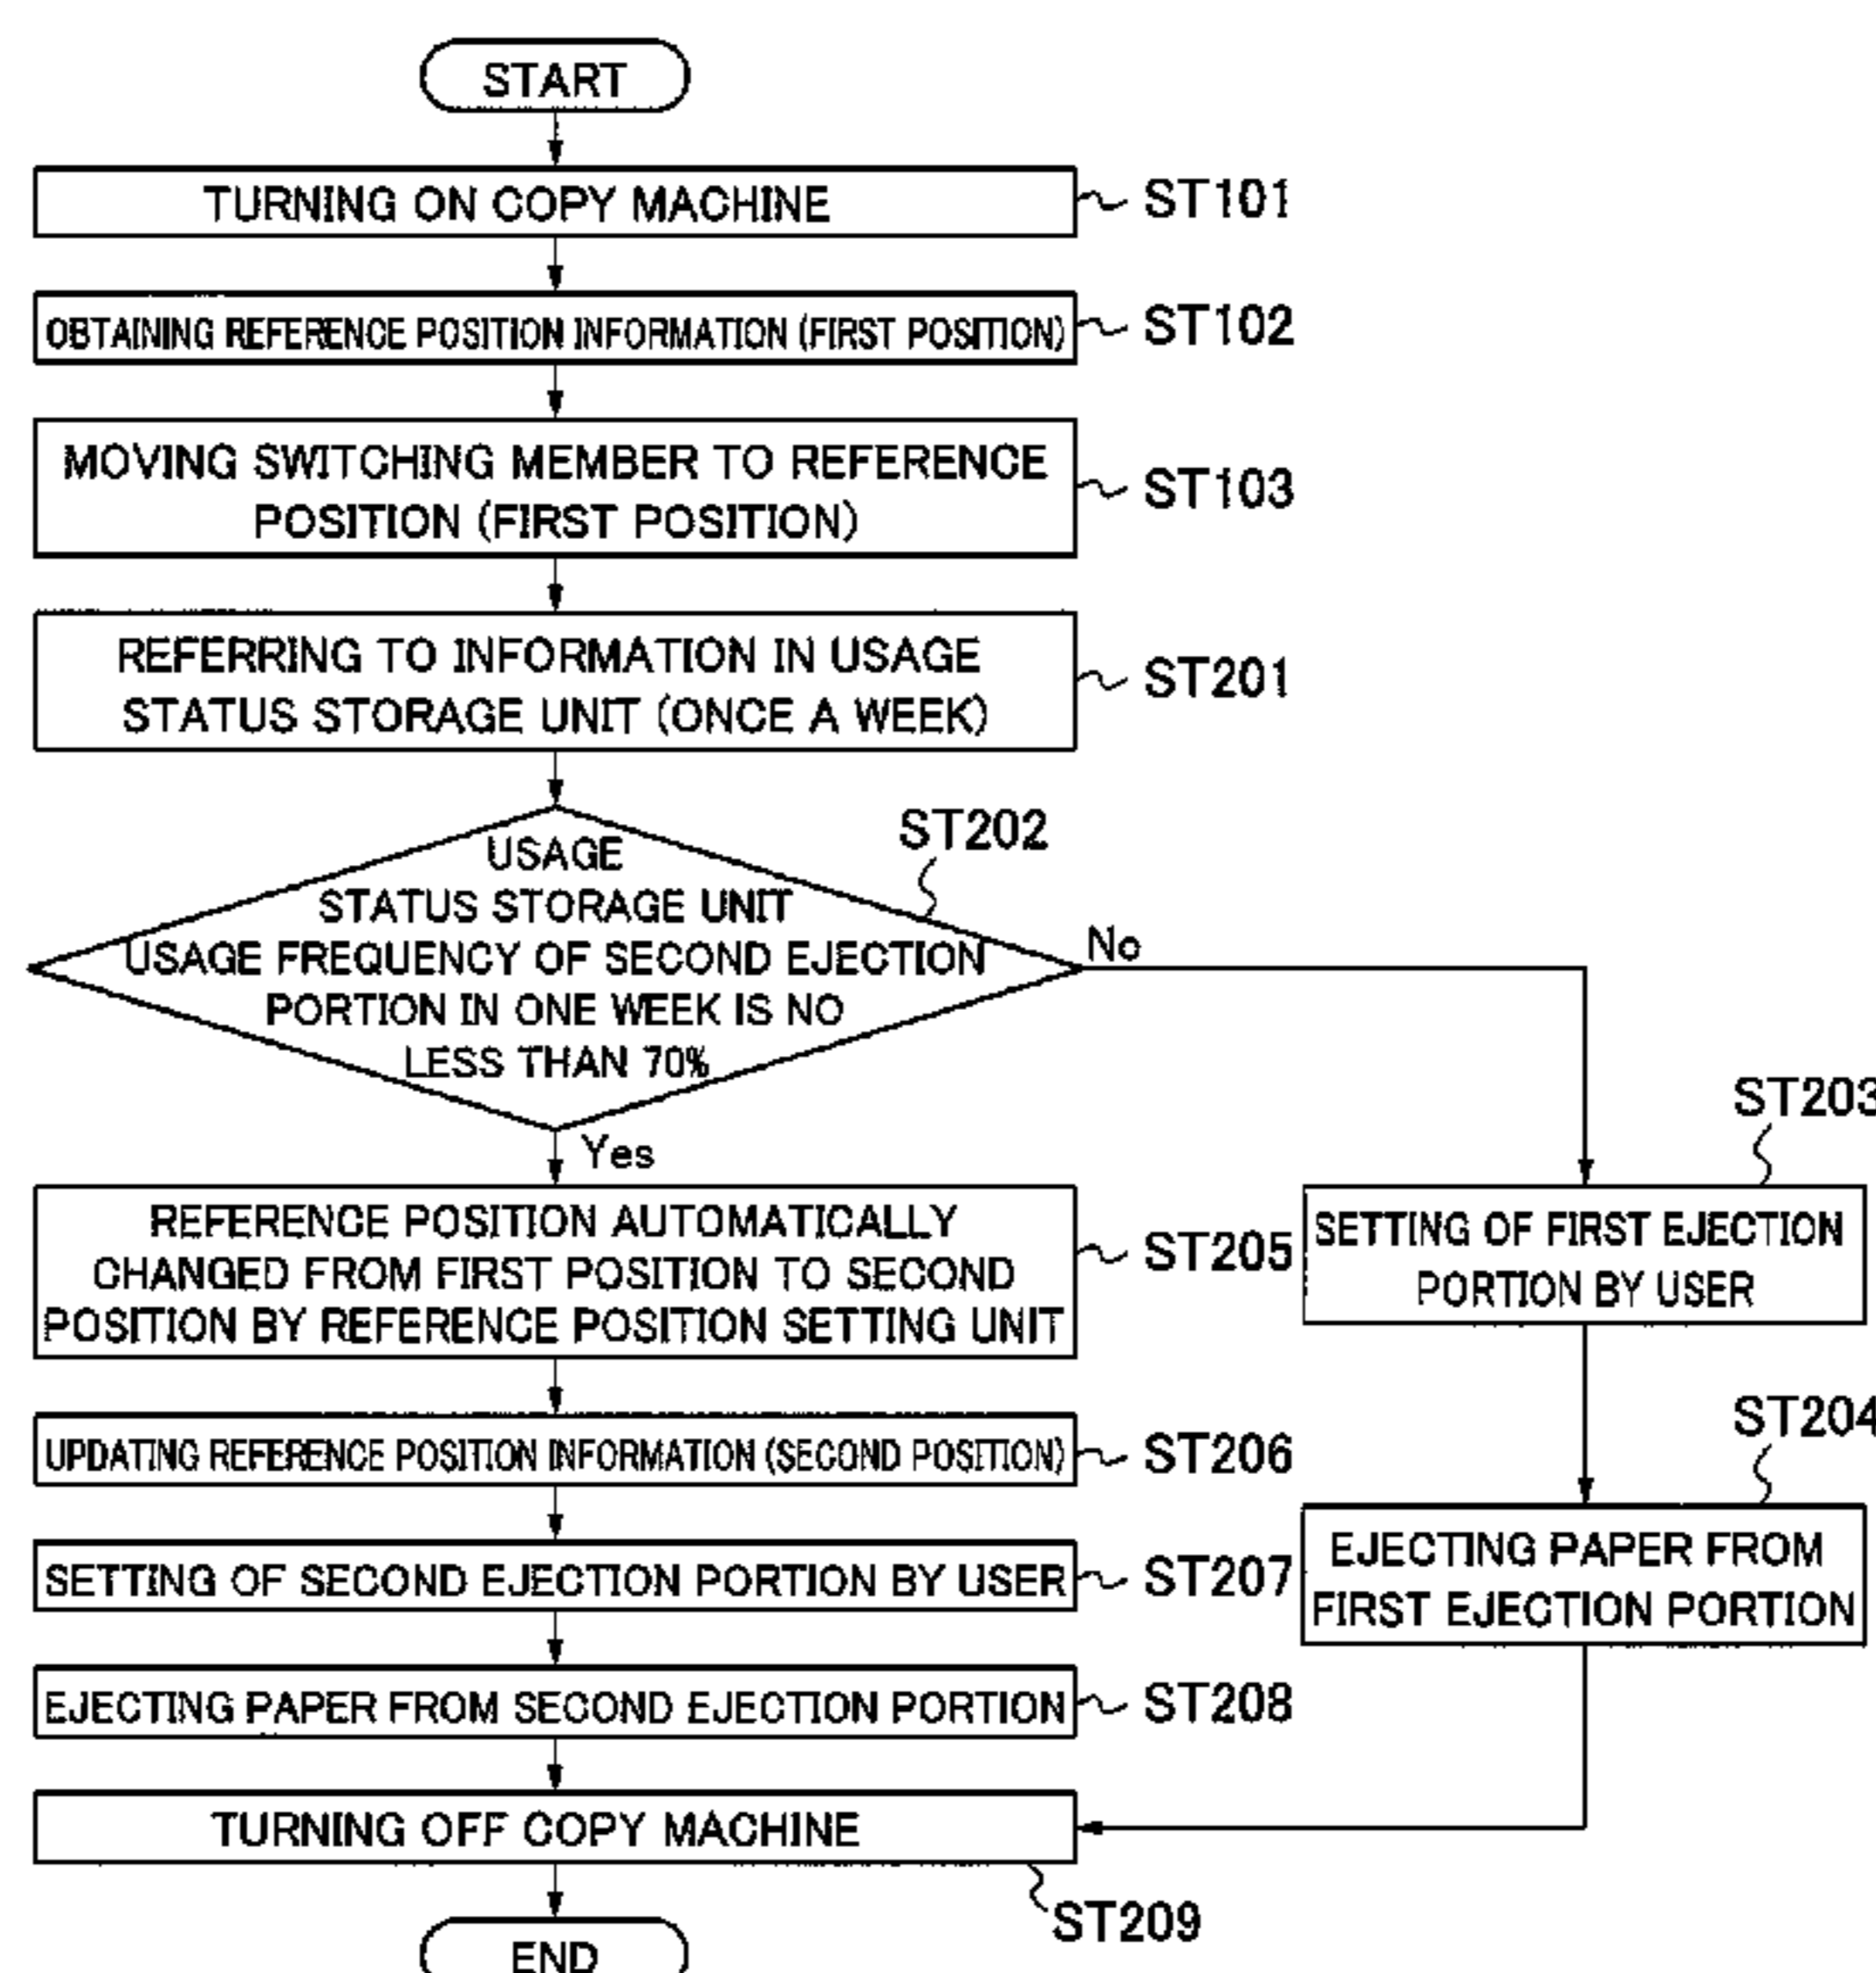 START
TURNING ON COPY MACHINE
ST101
OBTAINING REFERENCE POSITION INFORMATION (FIRST POSITION)
ST102
MOVING SWITCHING MEMBER TO REFERENCE
POSITION (FIRST POSITION)
ST103
REFERRING TO INFORMATION IN USAGE
STATUS STORAGE UNIT (ONCE A WEEK)
ST201
USAGE
STATUS STORAGE UNIT
USAGE FREQUENCY OF SECOND EJECTION
PORTION IN ONE WEEK IS NO
LESS THAN 70%
ST202
No
Yes
ST203
SETTING OF FIRST EJECTION
PORTION BY USER
ST204
EJECTING PAPER FROM
FIRST EJECTION PORTION
REFERENCE POSITION AUTOMATICALLY
CHANGED FROM FIRST POSITION TO SECOND
POSITION BY REFERENCE POSITION SETTING UNIT
ST205
UPDATING REFERENCE POSITION INFORMATION (SECOND POSITION)
ST206
SETTING OF SECOND EJECTION PORTION BY USER
ST207
EJECTING PAPER FROM SECOND EJECTION PORTION
ST208
TURNING OFF COPY MACHINE
ST209
END